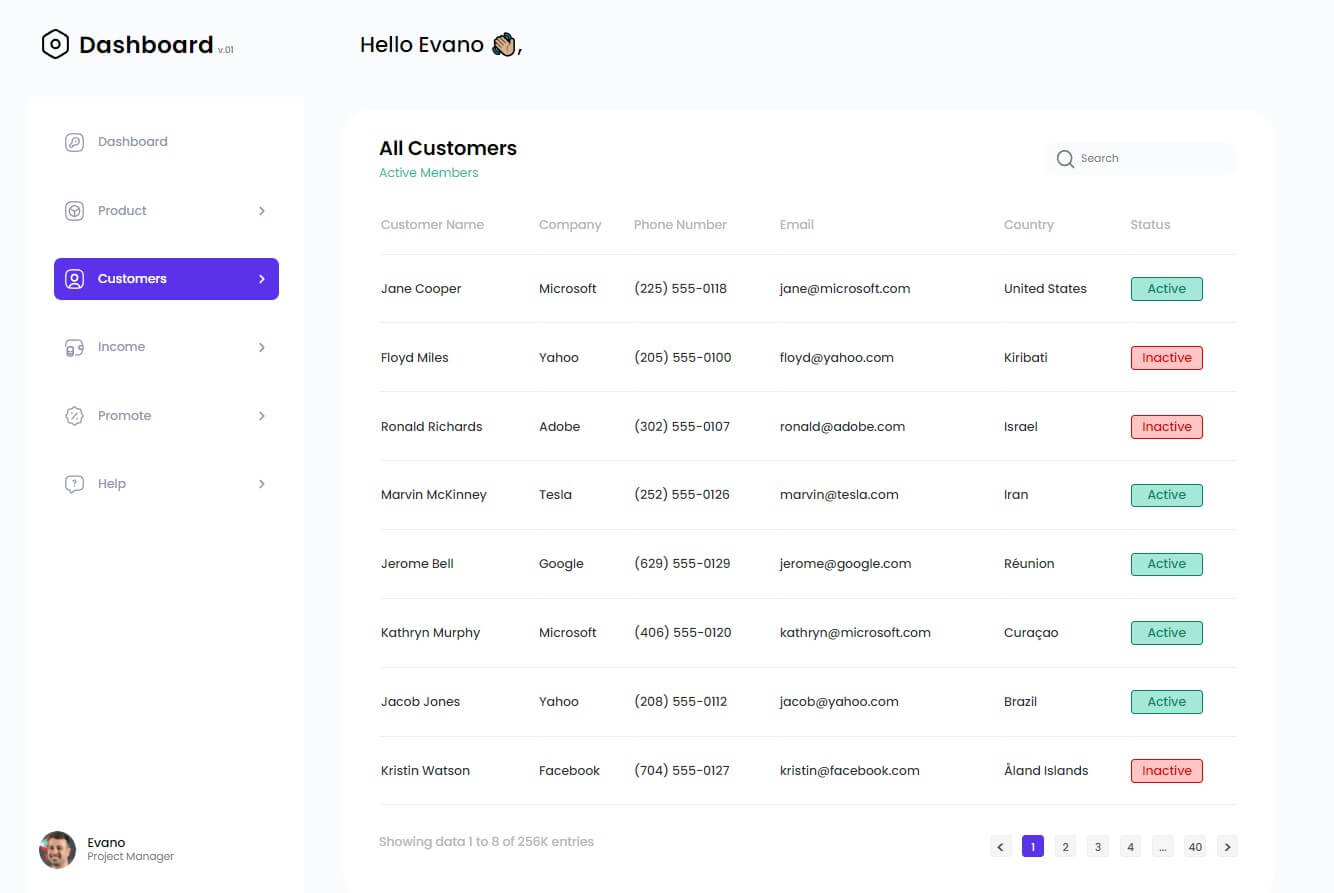 Dashboard v.01
Hello Evano 👋🏼,
Dashboard
Product
Customers
Income
Promote
Help
Evano
Project Manager
All Customers
Active Members
Search
Customer Name Company Phone Number Email Country Status
Jane Cooper Microsoft (225) 555-0118 jane@microsoft.com United States Active
Floyd Miles Yahoo (205) 555-0100 floyd@yahoo.com Kiribati Inactive
Ronald Richards Adobe (302) 555-0107 ronald@adobe.com Israel Inactive
Marvin McKinney Tesla (252) 555-0126 marvin@tesla.com Iran Active
Jerome Bell Google (629) 555-0129 jerome@google.com Réunion Active
Kathryn Murphy Microsoft (406) 555-0120 kathryn@microsoft.com Curaçao Active
Jacob Jones Yahoo (208) 555-0112 jacob@yahoo.com Brazil Active
Kristin Watson Facebook (704) 555-0127 kristin@facebook.com Åland Islands Inactive
Showing data 1 to 8 of 256K entries
< 1 2 3 4 ... 40 >